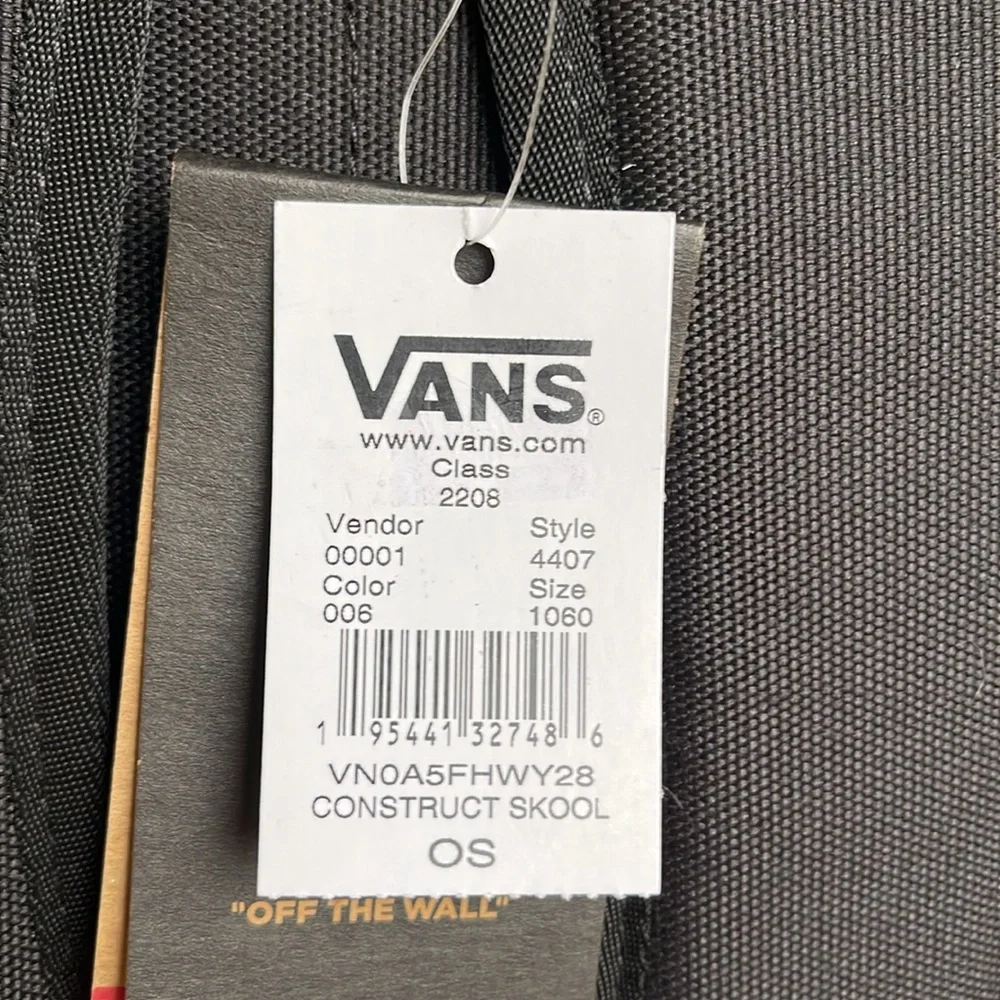 VANS®
www.vans.com
Class
2208
Vendor Style
00001 4407
Color Size
006 1060
1 95441 32748 6
VN0A5FHWY28
CONSTRUCT SKOOL
OS
"OFF THE WALL"